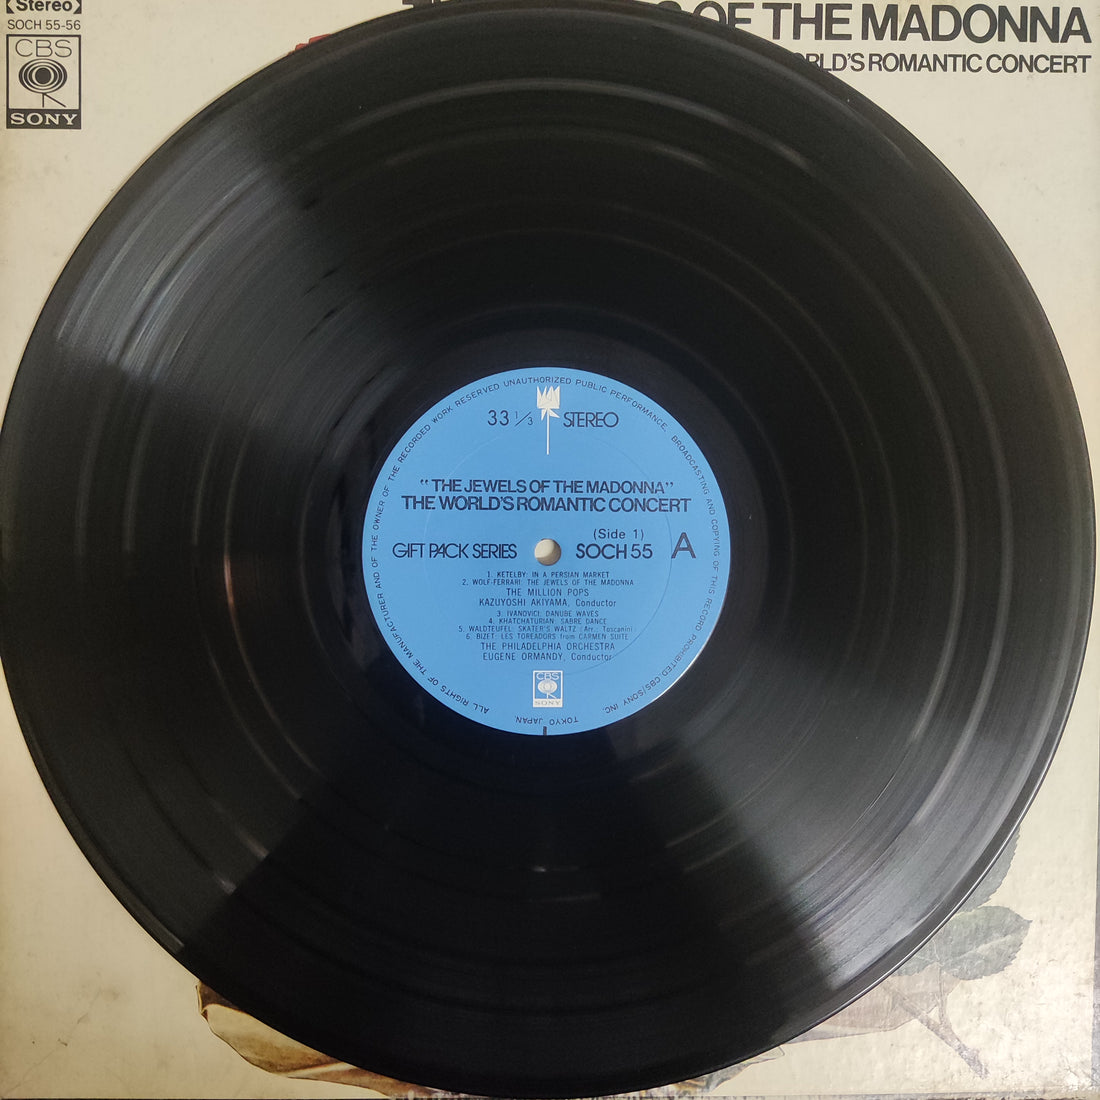 Stereo
SOCH 55-56
CBS
SONY
OF THE MADONNA
WORLD'S ROMANTIC CONCERT
ALL RIGHTS OF THE MANUFACTURER AND OF THE OWNER OF THE RECORDED WORK RESERVED UNAUTHORIZED PUBLIC PERFORMANCE, BROADCASTING AND COPYING OF THIS RECORD PROHIBITED CBS/SONY INC. TOKYO JAPAN.
33 1/3 STEREO
"THE JEWELS OF THE MADONNA"
THE WORLD'S ROMANTIC CONCERT
(Side 1)
GIFT PACK SERIES SOCH 55 A
1. KETELBY: IN A PERSIAN MARKET
2. WOLF-FERRARI: THE JEWELS OF THE MADONNA
THE MILLION POPS
KAZUYOSHI AKIYAMA, Conductor
3. IVANOVICI: DANUBE WAVES
4. KHATCHATURIAN: SABRE DANCE
5. WALDTEUFEL: SKATER'S WALTZ (Arr.: Toscanini)
6. BIZET: LES TOREADORS from CARMEN SUITE
THE PHILADELPHIA ORCHESTRA
EUGENE ORMANDY, Conductor
CBS
SONY